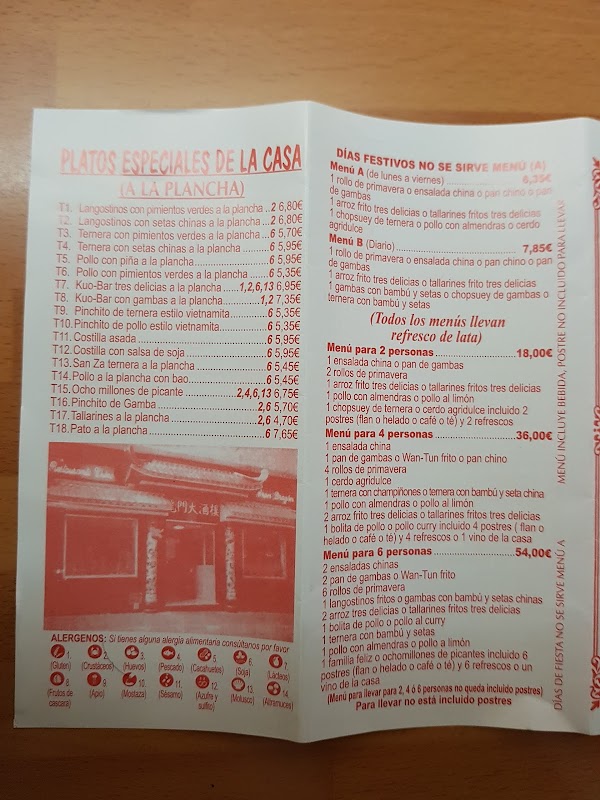 PLATOS ESPECIALES DE LA CASA
(A LA PLANCHA)
T1. Langostinos con pimientos verdes a la plancha...2 6,80€
T2. Langostinos con setas chinas a la plancha...2 6,80€
T3. Ternera con pimientos verdes a la plancha...6 5,70€
T4. Ternera con setas chinas a la plancha...6 5,95€
T5. Pollo con piña a la plancha...6 5,95€
T6. Pollo con pimientos verdes a la plancha...6 5,35€
T7. Kuo-Bar tres delicias a la plancha...1,2,6,13 6,95€
T8. Kuo-Bar con gambas a la plancha...1,2 7,35€
T9. Pinchito de ternera estilo vietnamita...6 5,35€
T10. Pinchito de pollo estilo vietnamita...6 5,35€
T11. Costilla asada...6 5,95€
T12. Costilla con salsa de soja...6 5,95€
T13. San Za ternera a la plancha...6 5,45€
T14. Pollo a la plancha con bao...6 5,45€
T15. Ocho millones de picante...2,4,6,13 6,75€
T16. Pinchito de Gamba...2,6 5,70€
T17. Tallarines a la plancha...2,6 4,70€
T18. Pato a la plancha...6 7,65€
ALERGENOS: Si tienes alguna alergia alimentaria consúltanos por favor
1. (Gluten) 2. (Crustáceos) 3. (Huevos) 4. (Pescado) 5. (Cacahuetes) 6. (Soja) 7. (Lácteos)
8. (Frutos de cascara) 9. (Apio) 10. (Mostaza) 11. (Sésamo) 12. (Azufre y sulfito) 13. (Molusco) 14. (Altramuces)
DÍAS FESTIVOS NO SE SIRVE MENÚ (A)
Menú A (de lunes a viernes)...6,35€
1 rollo de primavera o ensalada china o pan chino o pan
de gambas
1 arroz frito tres delicias o tallarines fritos tres delicias
1 chopsuey de ternera o pollo con almendras o cerdo
agridulce
Menú B (Diario)...7,85€
1 rollo de primavera o ensalada china o pan chino o pan
de gambas
1 arroz frito tres delicias o tallarines fritos tres delicias
1 gambas con bambú y setas o chopsuey de gambas o
ternera con bambú y setas
(Todos los menús llevan
refresco de lata)
Menú para 2 personas...18,00€
1 ensalada china o pan de gambas
2 rollos de primavera
1 arroz frito tres delicias o tallarines fritos tres delicias
1 pollo con almendras o pollo al limón
1 chopsuey de ternera o cerdo agridulce incluido 2
postres (flan o helado o café o té) y 2 refrescos
Menú para 4 personas...36,00€
1 ensalada china
1 pan de gambas o Wan-Tun frito o pan chino
4 rollos de primavera
1 cerdo agridulce
1 ternera con champiñones o ternera con bambú y seta china
1 pollo con almendras o pollo al limón
2 arroz frito tres delicias o tallarines fritos tres delicias
1 bolita de pollo o pollo curry incluido 4 postres ( flan o
helado o café o té) y 4 refrescos o 1 vino de la casa
Menú para 6 personas...54,00€
2 ensaladas chinas
2 pan de gambas o Wan-Tun frito
6 rollos de primavera
1 langostinos fritos o gambas con bambú y setas chinas
2 arroz tres delicias o tallarines fritos tres delicias
1 bolita de pollo o pollo al curry
1 ternera con bambú y setas
1 pollo con almendras o pollo a limón
1 familia feliz o ochomillones de picantes incluido 6
postres (flan o helado o café o té) y 6 refrescos o un
vino de la casa
(Menú para llevar para 2, 4 ó 6 personas no queda incluido postres)
Para llevar no está incluido postres
MENÚ INCLUYE BEBIDA, POSTRE NO INCLUIDO PARA LLEVAR
DÍAS DE FIESTA NO SE SIRVE MENÚ A